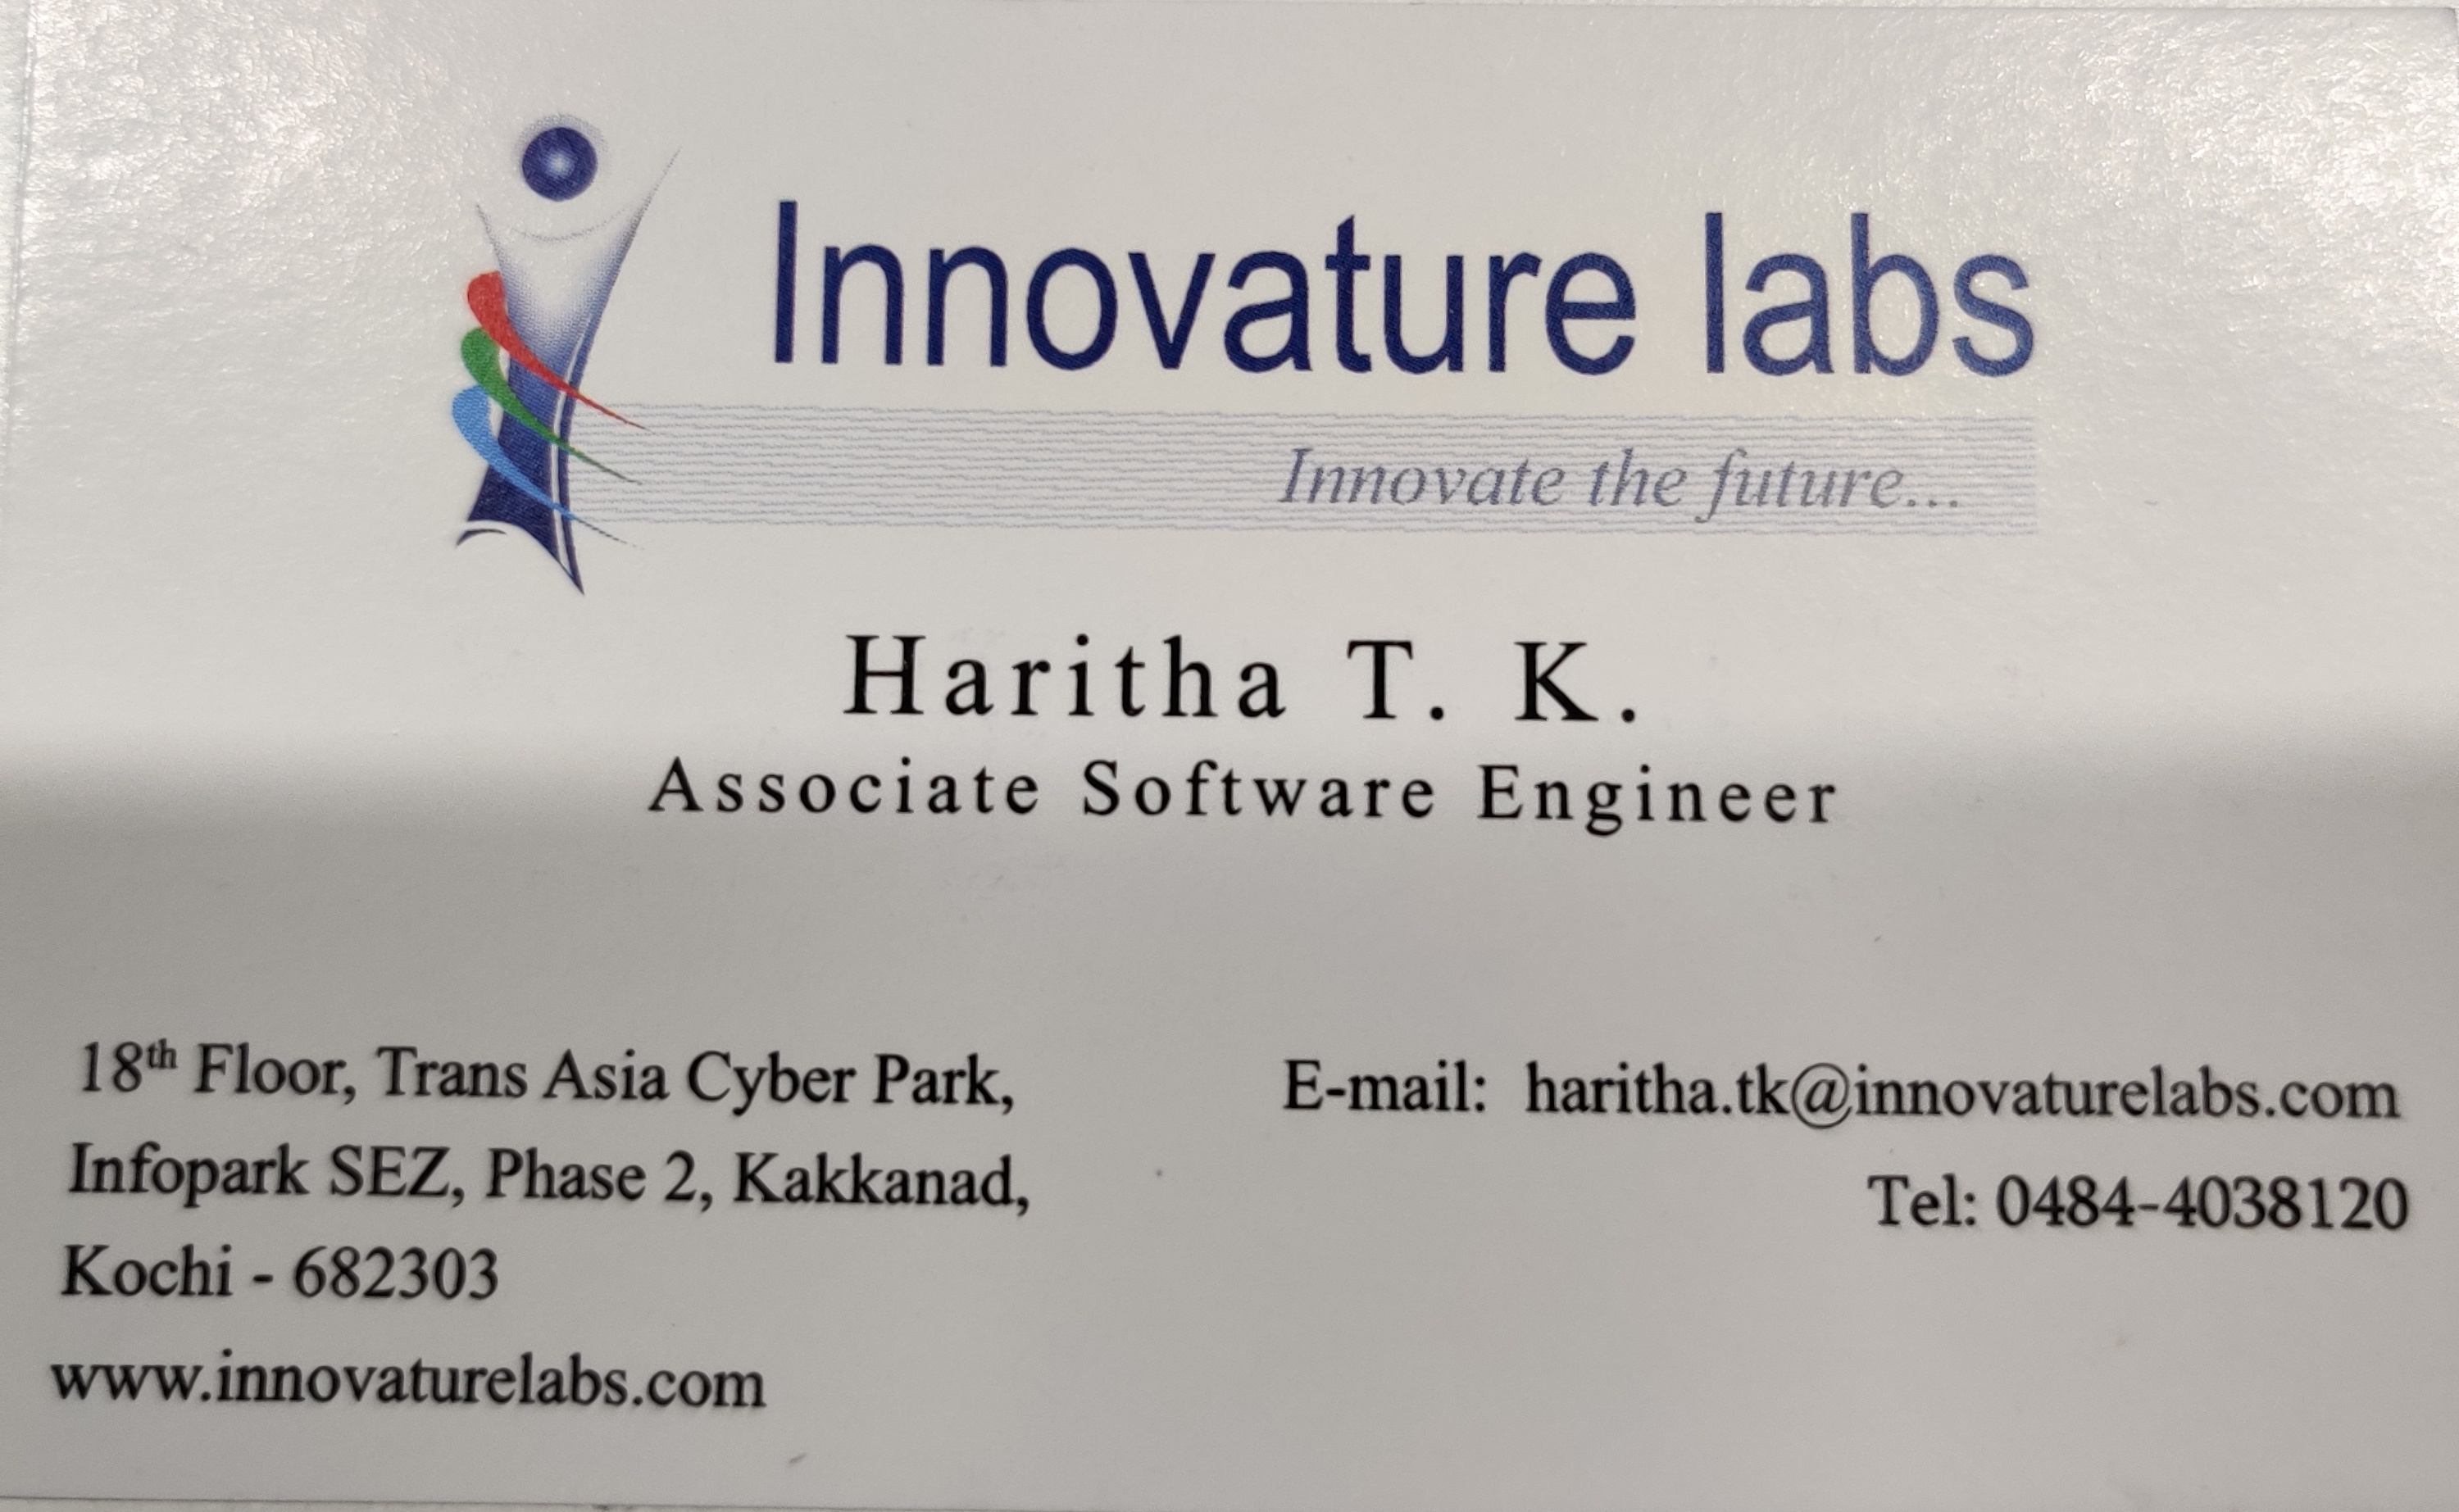 Innovature labs
Innovate the future...
Haritha T. K.
Associate Software Engineer
18th Floor, Trans Asia Cyber Park,
Infopark SEZ, Phase 2, Kakkanad,
Kochi - 682303
www.innovaturelabs.com
E-mail: haritha.tk@innovaturelabs.com
Tel: 0484-4038120